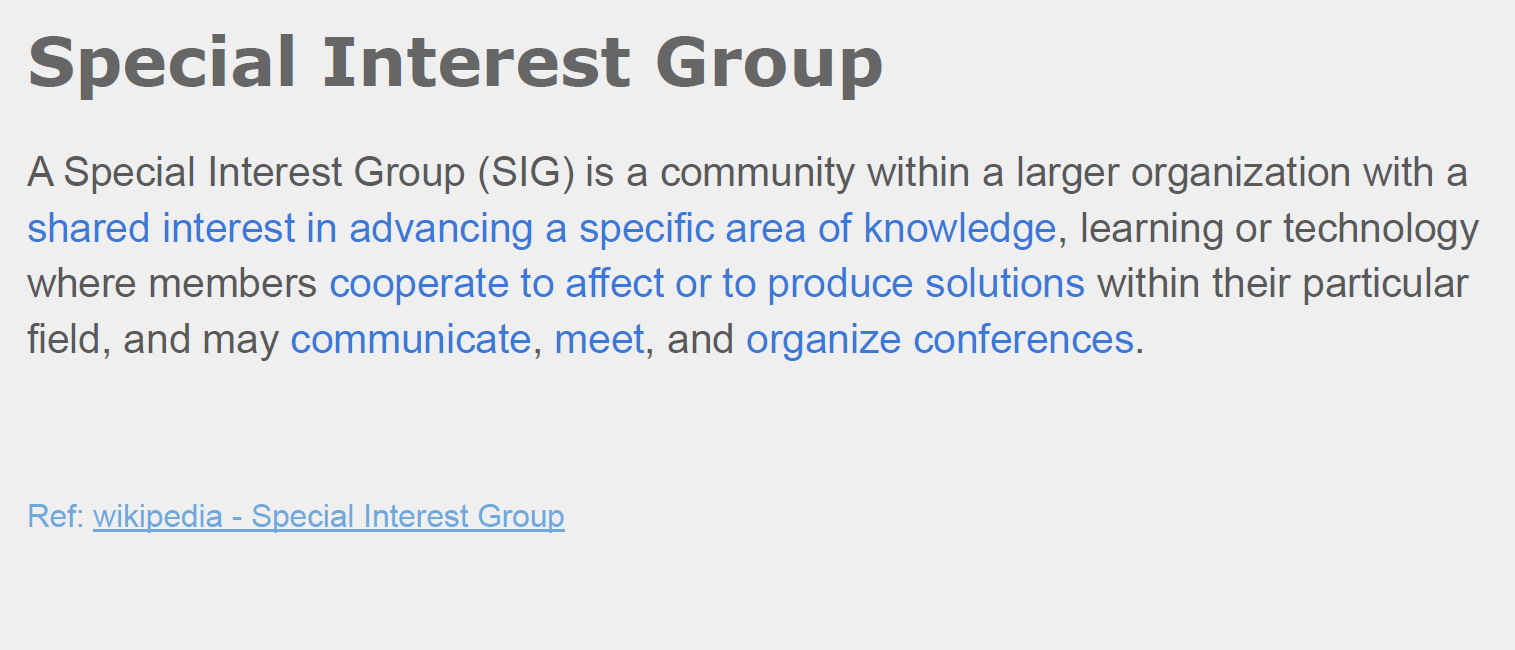 Special Interest Group
A Special Interest Group (SIG) is a community within a larger organization with a
shared interest in advancing a specific area of knowledge, learning or technology
where members cooperate to affect or to produce solutions within their particular
field, and may communicate, meet, and organize conferences.
Ref: wikipedia - Special Interest Group